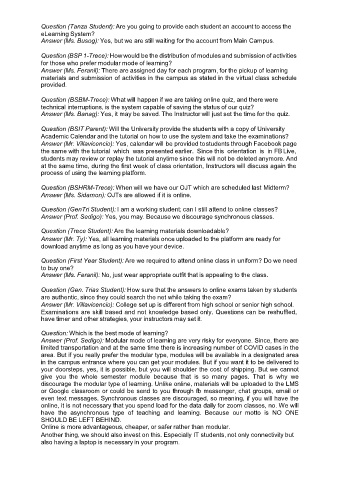 Question (Tanza Student): Are you going to provide each student an account to access the
eLearning System?
Answer (Ms. Busog): Yes, but we are still waiting for the account from Main Campus.
Question (BSP 1-Trece): How would be the distribution of modules and submission of activities
for those who prefer modular mode of learning?
Answer (Ms. Feranil): There are assigned day for each program, for the pickup of learning
materials and submission of activities in the campus as stated in the virtual class schedule
provided.
Question (BSBM-Trece): What will happen if we are taking online quiz, and there were
technical interruptions, is the system capable of saving the status of our quiz?
Answer (Ms. Banag): Yes, it may be saved. The Instructor will just set the time for the quiz.
Question (BSIT Parent): Will the University provide the students with a copy of University
Academic Calendar and the tutorial on how to use the system and take the examinations?
Answer (Mr. Villavicencio): Yes, calendar will be provided to students through Facebook page
the same with the tutorial which was presented earlier. Since this orientation is in FB Live,
students may review or replay the tutorial anytime since this will not be deleted anymore. And
at the same time, during the first week of class orientation, Instructors will discuss again the
process of using the learning platform.
Question (BSHRM-Trece): When will we have our OJT which are scheduled last Midterm?
Answer (Ms. Sidamon): OJTs are allowed if it is online.
Question (GenTri Student): I am a working student; can I still attend to online classes?
Answer (Prof. Sedigo): Yes, you may. Because we discourage synchronous classes.
Question (Trece Student): Are the learning materials downloadable?
Answer (Mr. Ty): Yes, all learning materials once uploaded to the platform are ready for
download anytime as long as you have your device.
Question (First Year Student): Are we required to attend online class in uniform? Do we need
to buy one?
Answer (Ms. Feranil): No, just wear appropriate outfit that is appealing to the class.
Question (Gen. Trias Student): How sure that the answers to online exams taken by students
are authentic, since they could search the net while taking the exam?
Answer (Mr. Villavicencio): College set up is different from high school or senior high school.
Examinations are skill based and not knowledge based only. Questions can be reshuffled,
have timer and other strategies, your instructors may set it.
Question: Which is the best mode of learning?
Answer (Prof. Sedigo): Modular mode of learning are very risky for everyone. Since, there are
limited transportation and at the same time there is increasing number of COVID cases in the
area. But if you really prefer the modular type, modules will be available in a designated area
in the campus entrance where you can get your modules. But if you want it to be delivered to
your doorsteps, yes, it is possible, but you will shoulder the cost of shipping. But we cannot
give you the whole semester module because that is so many pages. That is why we
discourage the modular type of learning. Unlike online, materials will be uploaded to the LMS
or Google classroom or could be send to you through fb messenger, chat groups, email or
even text messages. Synchronous classes are discouraged, so meaning, if you will have the
online, it is not necessary that you spend load for the data daily for zoom classes, no. We will
have the asynchronous type of teaching and learning. Because our motto is NO ONE
SHOULD BE LEFT BEHIND.
Online is more advantageous, cheaper, or safer rather than modular.
Another thing, we should also invest on this. Especially IT students, not only connectivity but
also having a laptop is necessary in your program.